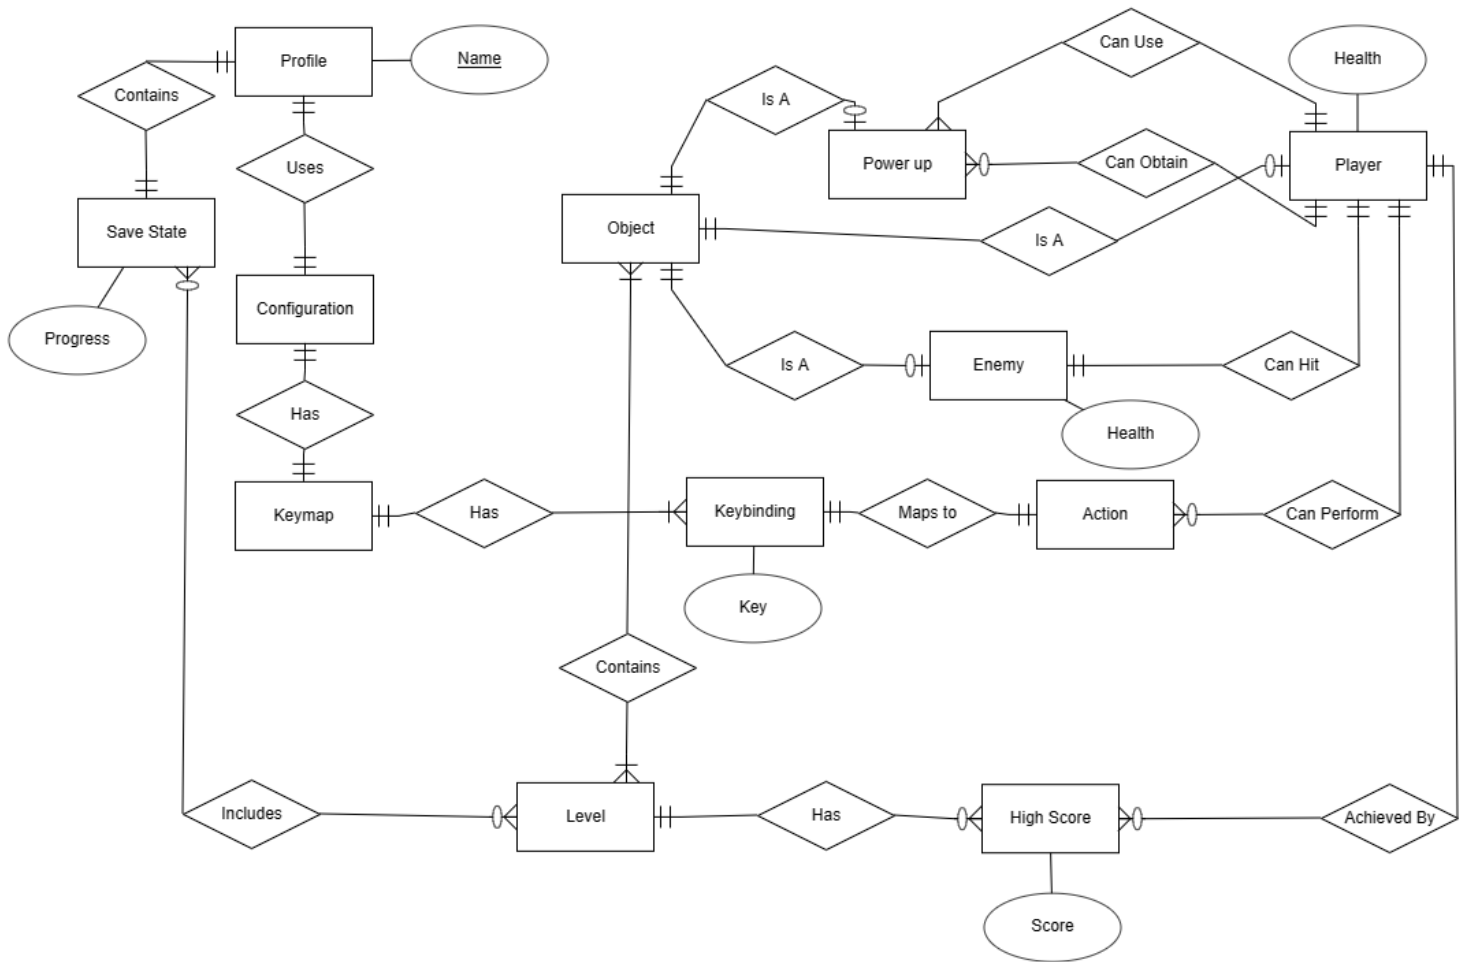 Can Use
Profile
Name
Health
Contains
Is A
Uses
Power up
Can Obtain
Player
Save State
Object
Is A
Configuration
Progress
Is A
Enemy
Can Hit
Has
Health
Keymap
Has
Keybinding
Maps to
Action
Can Perform
Key
Contains
Includes
Level
Has
High Score
Achieved By
Score